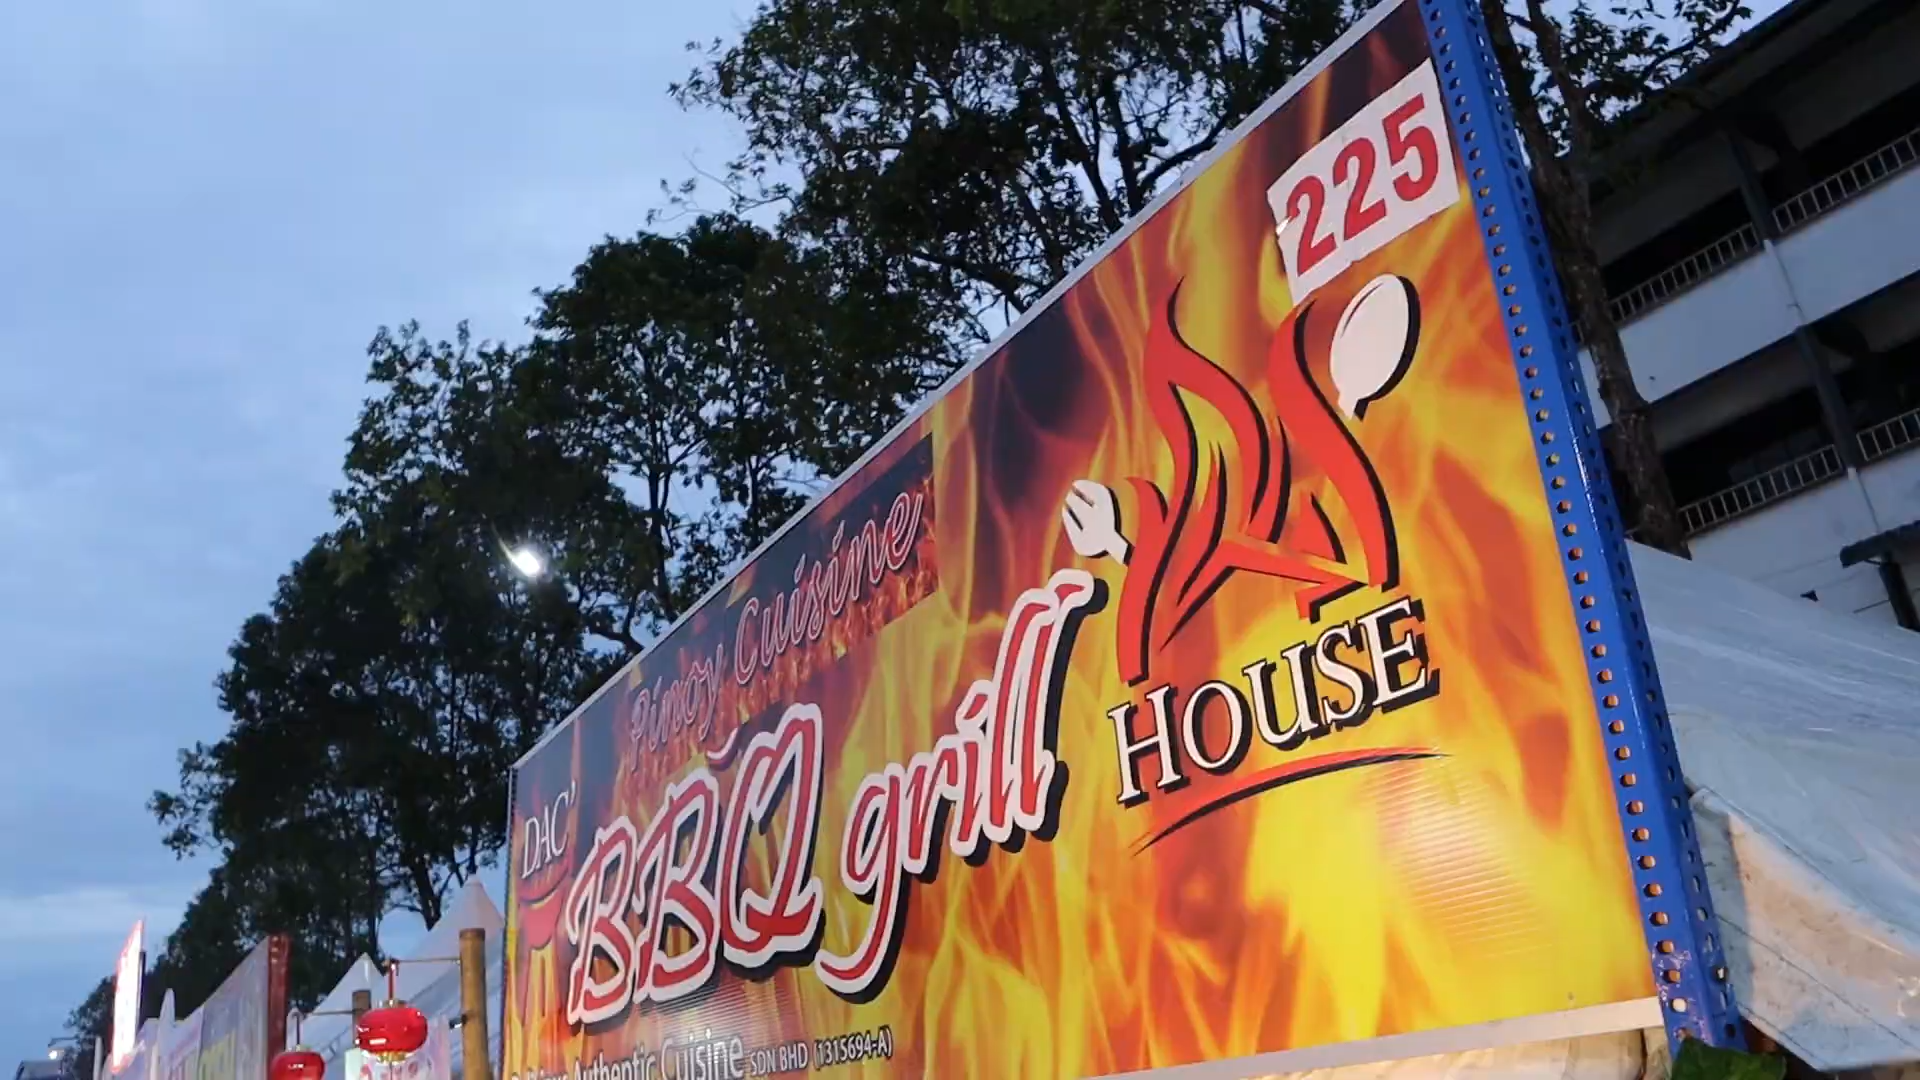 225
Pinoy Cuisine
DAC'
BBQ grill
HOUSE
Authentic Cuisine SDN BHD (1315694-A)